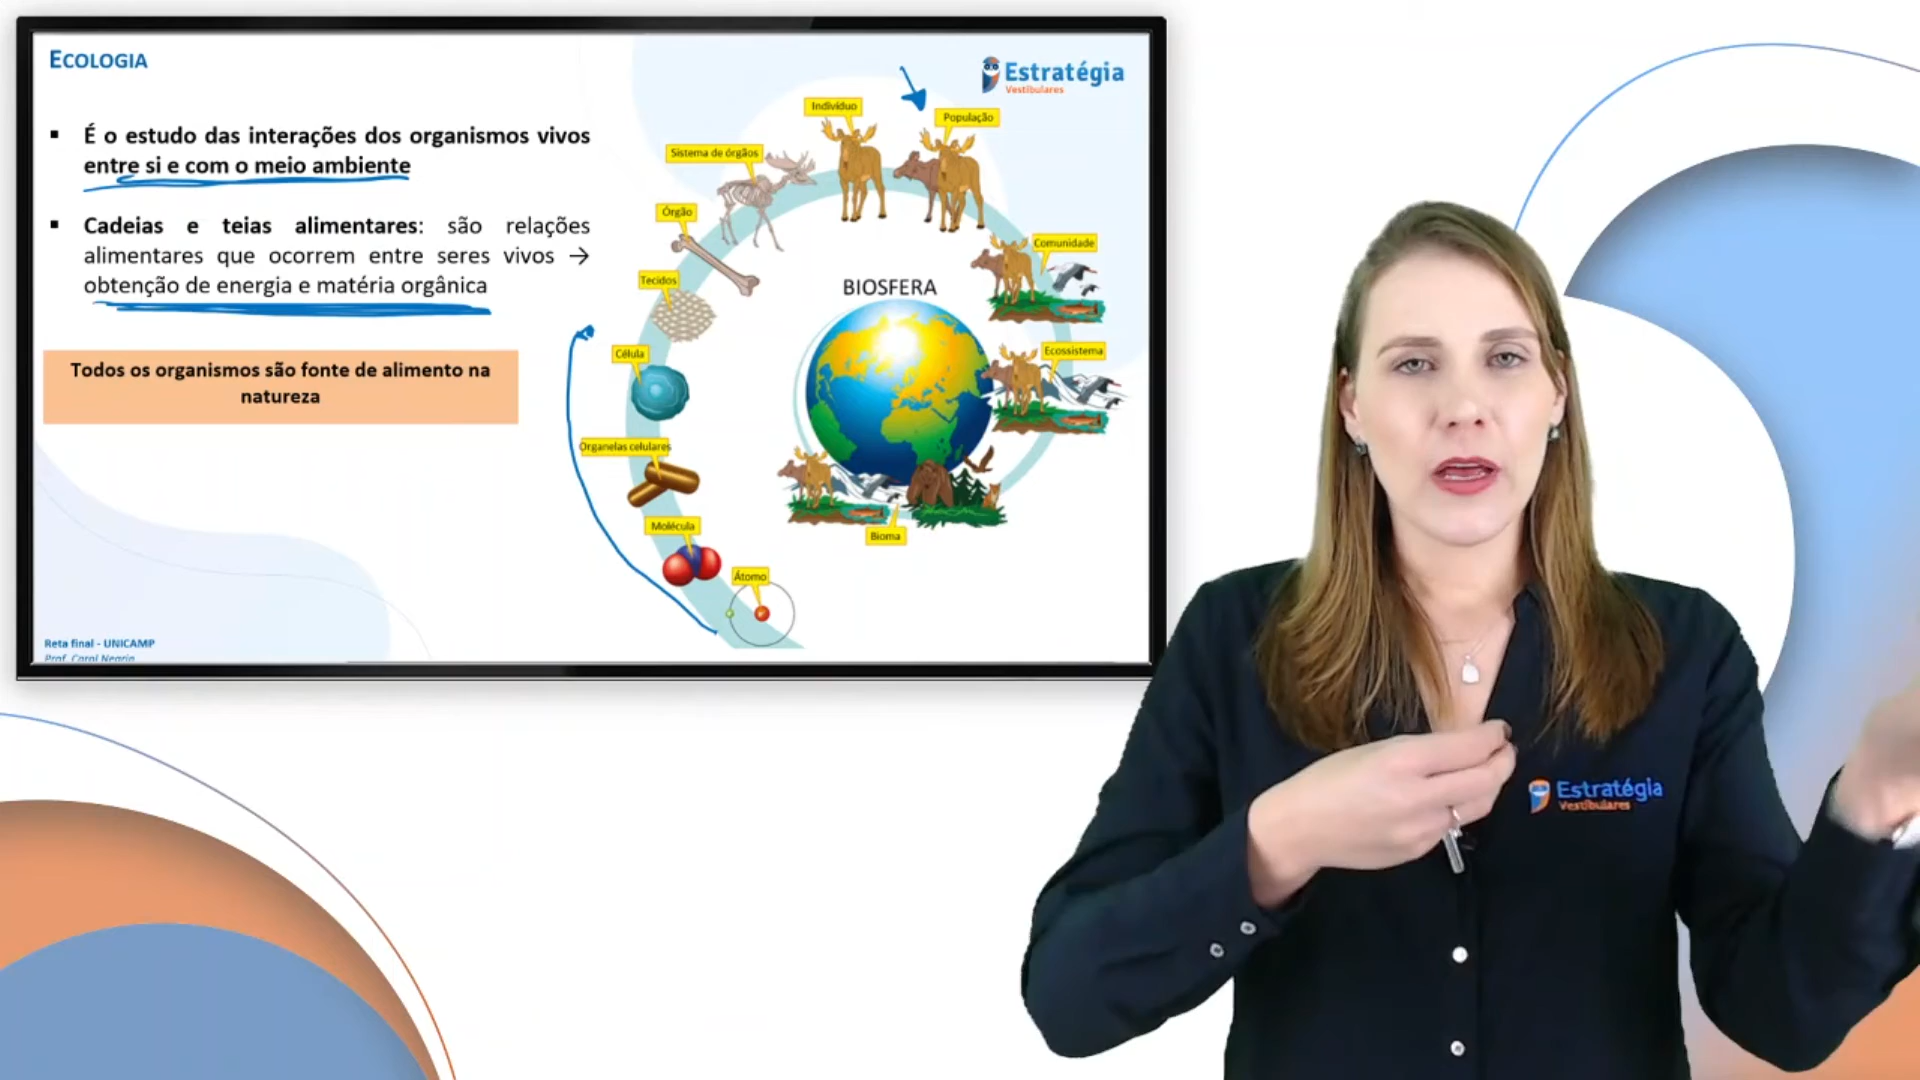 ECOLOGIA
Estratégia
Vestibulares
▪ É o estudo das interações dos organismos vivos
entre si e com o meio ambiente
▪ Cadeias e teias alimentares: são relações
alimentares que ocorrem entre seres vivos →
obtenção de energia e matéria orgânica
Todos os organismos são fonte de alimento na
natureza
Indivíduo
População
Sistema de órgãos
Órgão
Comunidade
Tecidos
BIOSFERA
Célula
Ecossistema
Organelas celulares
Molécula
Bioma
Átomo
Reta final - UNICAMP
Prof. Carol Negrin
Estratégia
Vestibulares